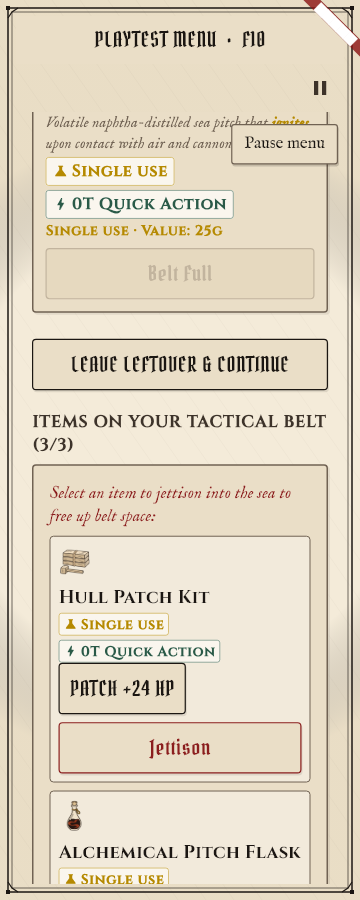 PLAYTEST MENU · F10
Volatile naphtha-distilled sea pitch that ignites
upon contact with air and cannon
Pause menu
Single use
0T Quick Action
Single use · Value: 25g
Belt Full
LEAVE LEFTOVER & CONTINUE
ITEMS ON YOUR TACTICAL BELT
(3/3)
Select an item to jettison into the sea to
free up belt space:
Hull Patch Kit
Single use
0T Quick Action
PATCH +24 HP
Jettison
Alchemical Pitch Flask
Single use